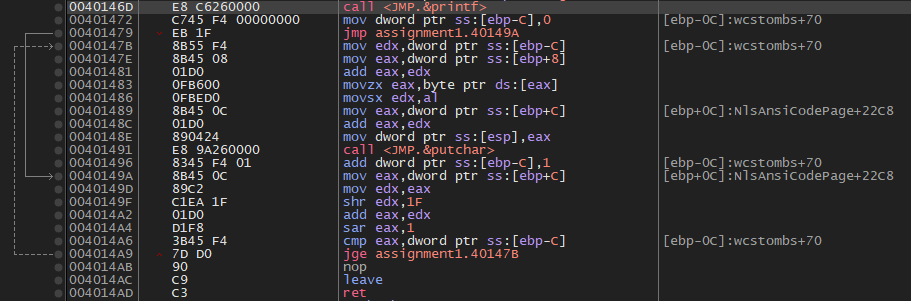 0040146D E8 C6260000 call <JMP.&printf>
00401472 C745 F4 00000000 mov dword ptr ss:[ebp-C],0 [ebp-0C]:wcstombs+70
00401479 EB 1F jmp assignment1.40149A
0040147B 8B55 F4 mov edx,dword ptr ss:[ebp-C] [ebp-0C]:wcstombs+70
0040147E 8B45 08 mov eax,dword ptr ss:[ebp+8]
00401481 01D0 add eax,edx
00401483 0FB600 movzx eax,byte ptr ds:[eax]
00401486 0FBED0 movsx edx,al
00401489 8B45 0C mov eax,dword ptr ss:[ebp+C] [ebp+0C]:NlsAnsiCodePage+22C8
0040148C 01D0 add eax,edx
0040148E 890424 mov dword ptr ss:[esp],eax
00401491 E8 9A260000 call <JMP.&putchar>
00401496 8345 F4 01 add dword ptr ss:[ebp-C],1 [ebp-0C]:wcstombs+70
0040149A 8B45 0C mov eax,dword ptr ss:[ebp+C] [ebp+0C]:NlsAnsiCodePage+22C8
0040149D 89C2 mov edx,eax
0040149F C1EA 1F shr edx,1F
004014A2 01D0 add eax,edx
004014A4 D1F8 sar eax,1
004014A6 3B45 F4 cmp eax,dword ptr ss:[ebp-C] [ebp-0C]:wcstombs+70
004014A9 7D D0 jge assignment1.40147B
004014AB 90 nop
004014AC C9 leave
004014AD C3 ret